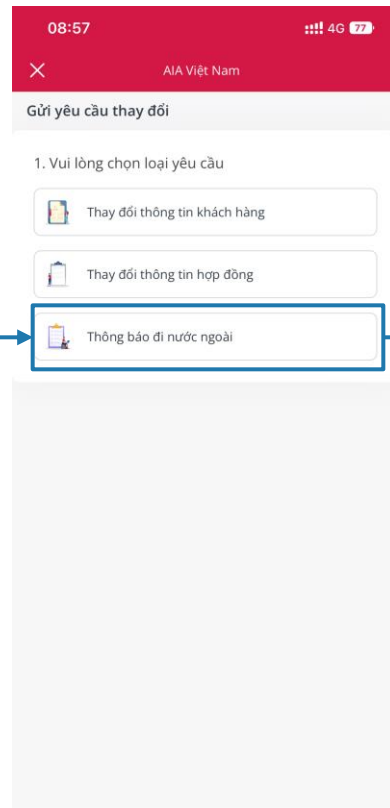 08:57
4G 77
AIA Việt Nam
Gửi yêu cầu thay đổi
1. Vui lòng chọn loại yêu cầu
Thay đổi thông tin khách hàng
Thay đổi thông tin hợp đồng
Thông báo đi nước ngoài